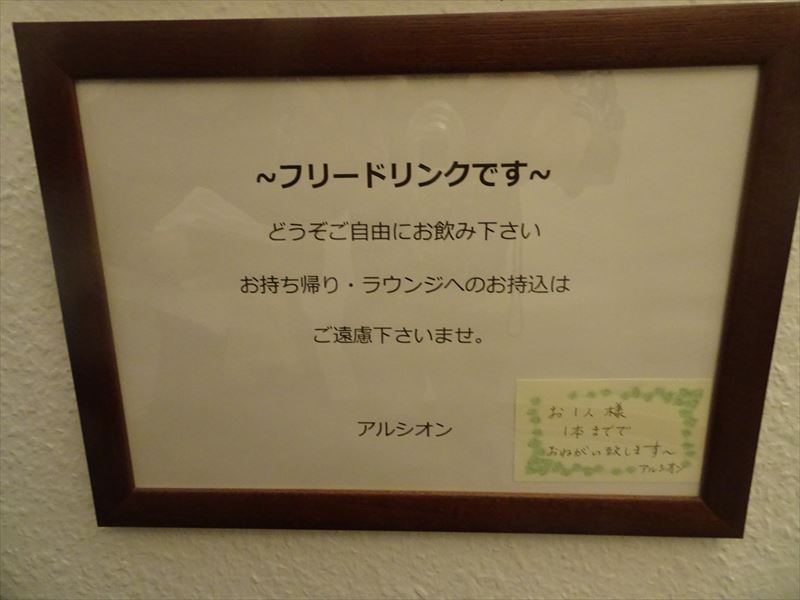 ~フリードリンクです~
どうぞご自由にお飲み下さい
お持ち帰り・ラウンジへのお持込は
ご遠慮下さいませ。
アルシオン
お1人様
1本までで
おねがい致します～
アルシオン